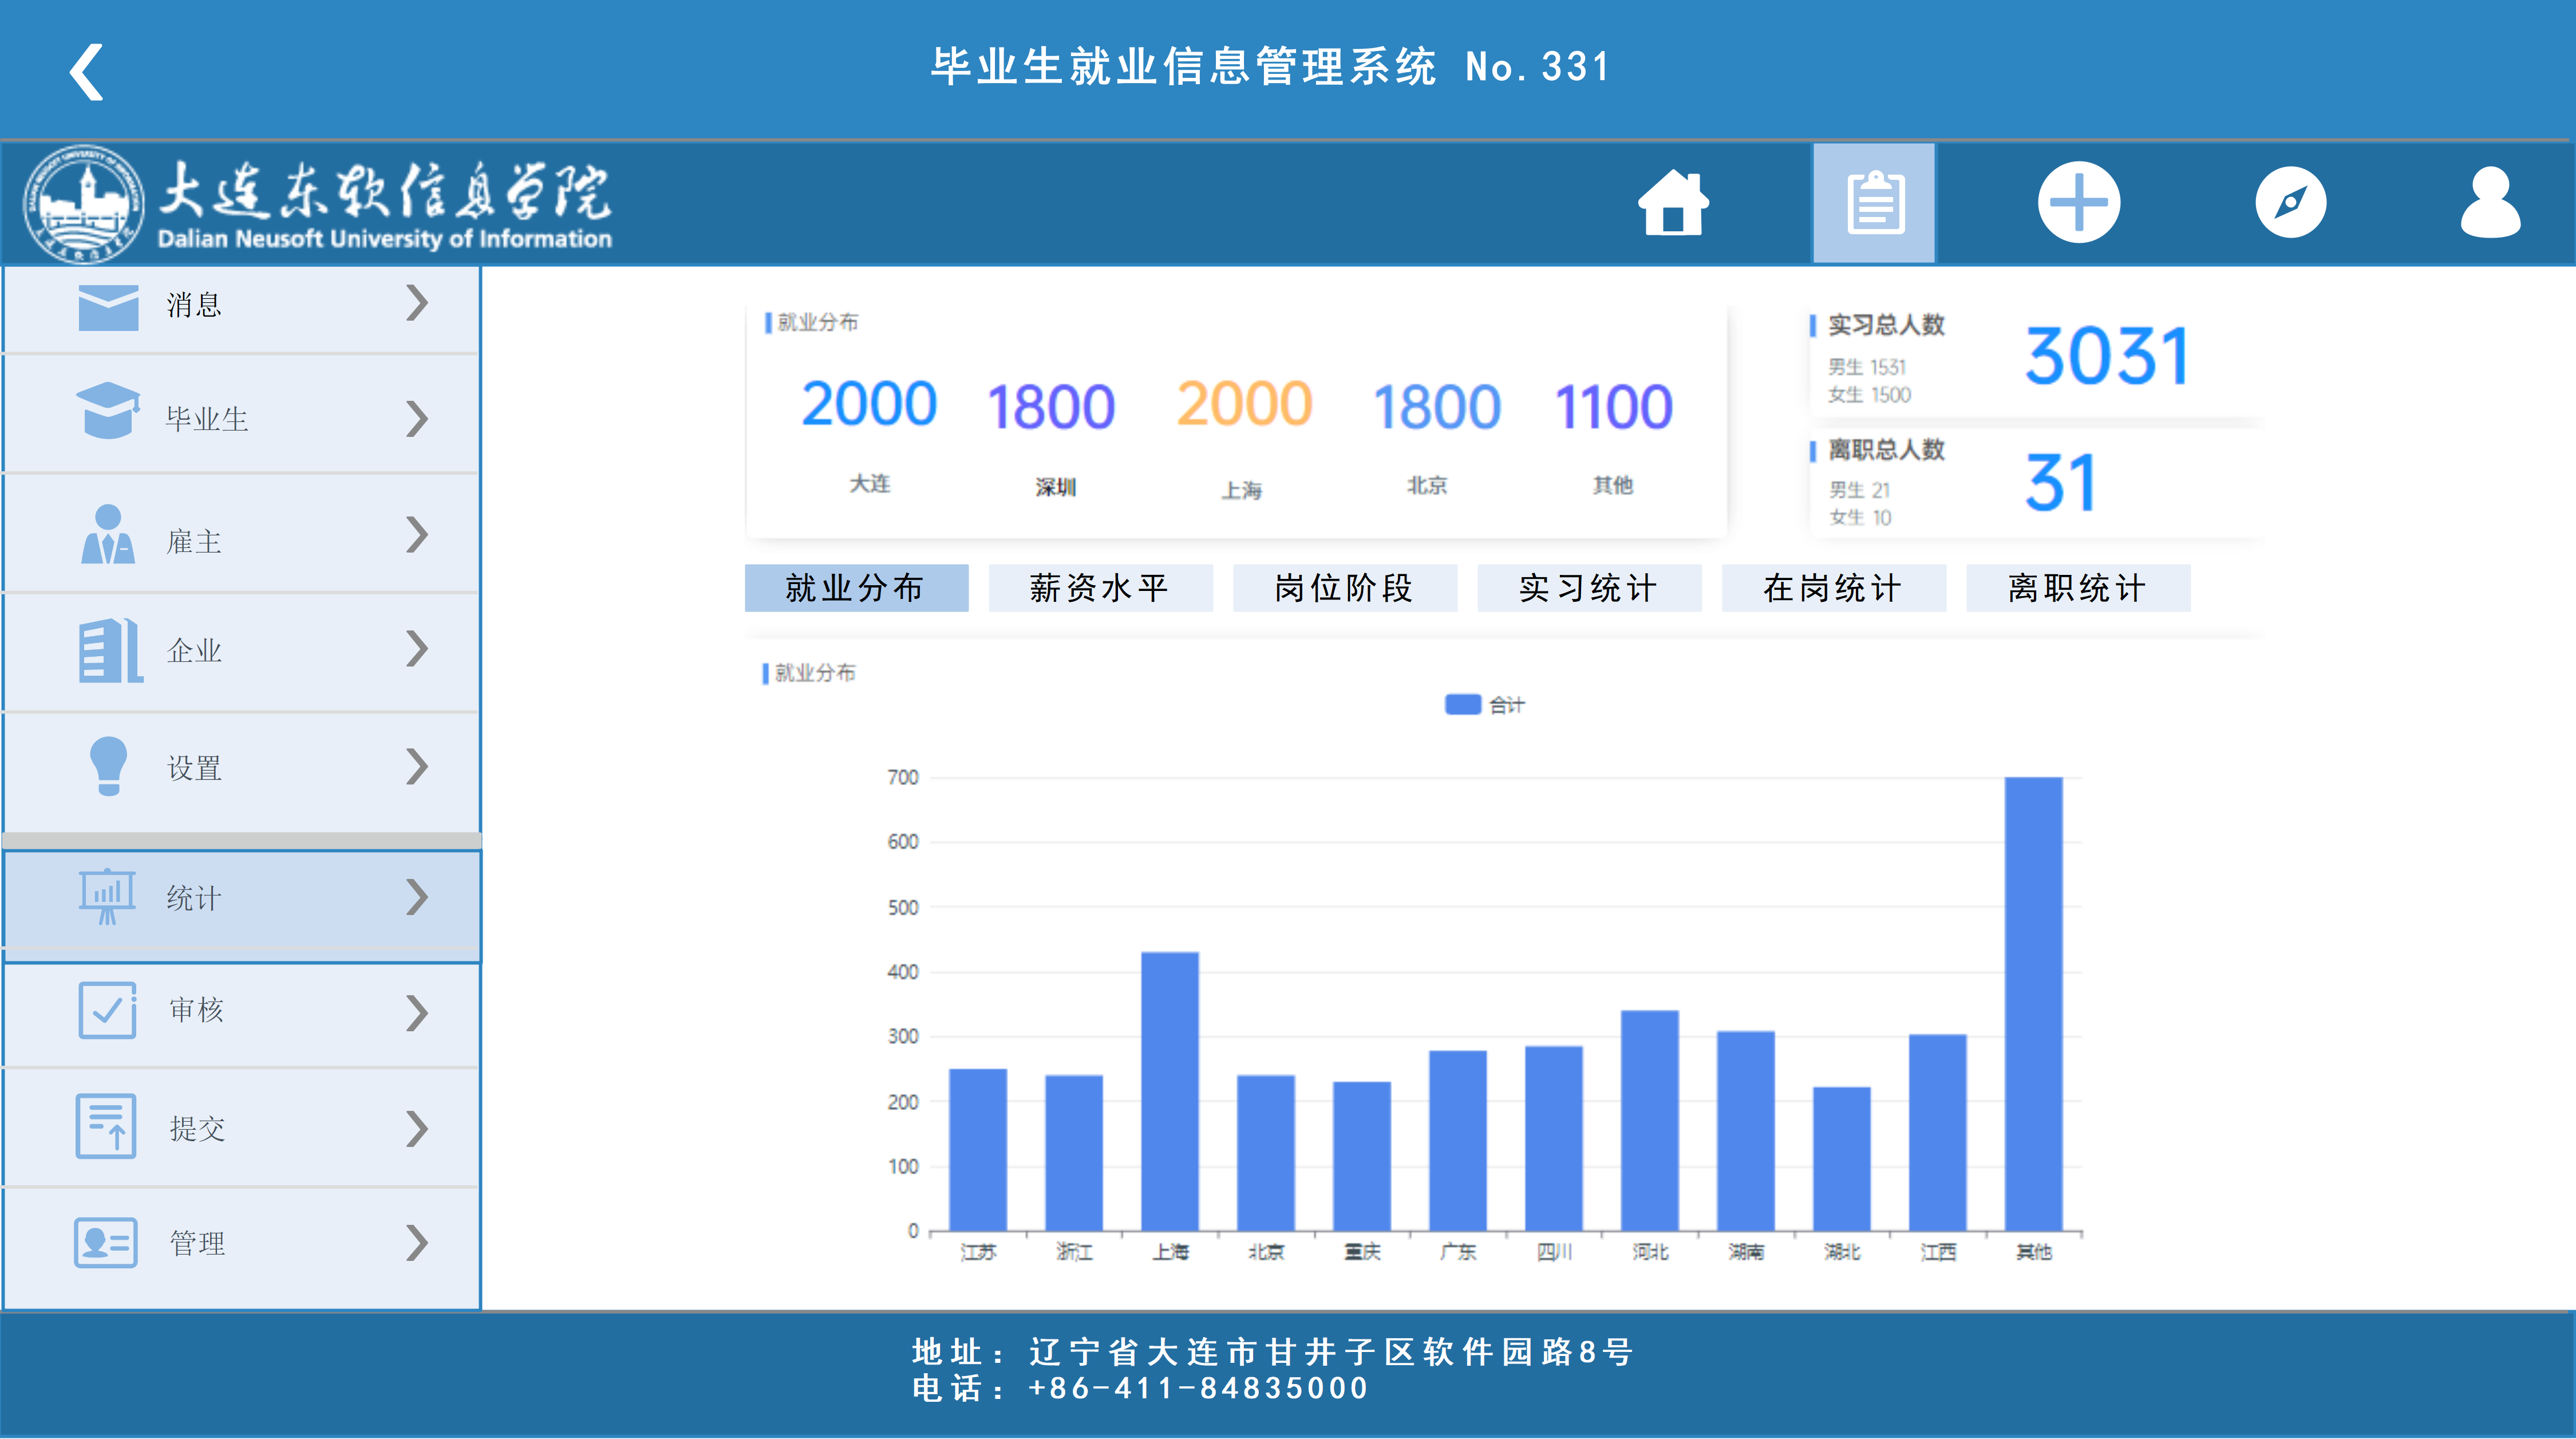 毕业生就业信息管理系统 No.331
大连东软信息学院
Dalian Neusoft University of Information
消息
毕业生
雇主
企业
设置
统计
审核
提交
管理
就业分布
2000 1800 2000 1800 1100
大连 深圳 上海 北京 其他
实习总人数
3031
男生 1531
女生 1500
离职总人数
31
男生 21
女生 10
就业分布 薪资水平 岗位阶段 实习统计 在岗统计 离职统计
就业分布
合计
700
600
500
400
300
200
100
0
江苏 浙江 上海 北京 重庆 广东 四川 河北 湖南 湖北 江西 其他
地址：辽宁省大连市甘井子区软件园路8号
电话：+86-411-84835000